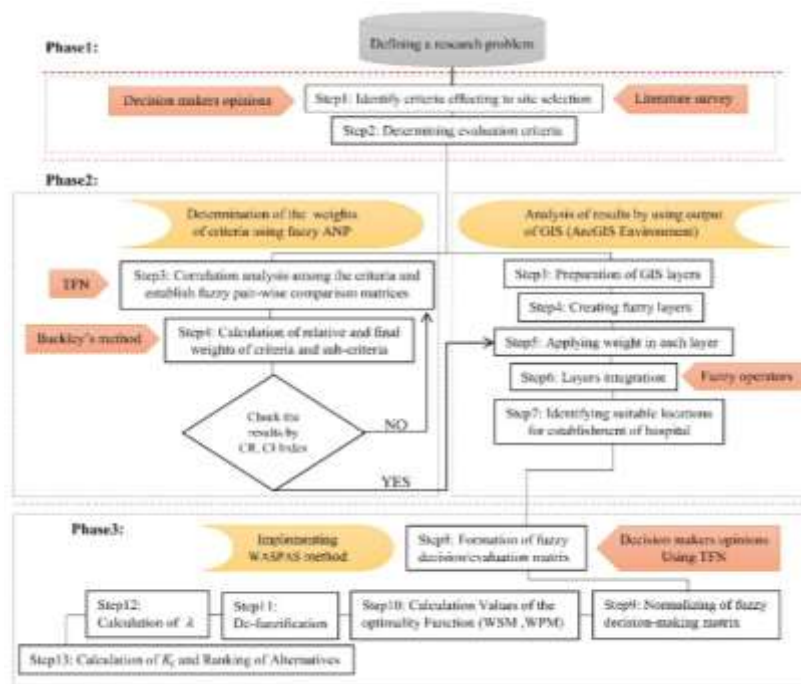 Phase1:
Defining a research problem
Decision makers opinions
Step1: Identify criteria effecting to site selection
Literature survey
Step2: Determining evaluation criteria
Phase2:
Determination of the weights
of criteria using fuzzy ANP
Analysis of results by using output
of GIS (ArcGIS Environment)
TFN
Step3: Correlation analysis among the criteria and
establish fuzzy pair-wise comparison matrices
Buckley's method
Step4: Calculation of relative and final
weights of criteria and sub-criteria
Check the
results by
CR, CI Index
NO
YES
Step3: Preparation of GIS layers
Step4: Creating fuzzy layers
Step5: Applying weight in each layer
Step6: Layers integration
Fuzzy operators
Step7: Identifying suitable locations
for establishment of hospital
Phase3:
Implementing
WASPAS method
Step8: Formation of fuzzy
decision/evaluation matrix
Decision makers opinions
Using TFN
Step12:
Calculation of λ
Step11:
De-fuzzification
Step10: Calculation Values of the
optimality Function (WSM ,WPM)
Step9: Normalizing of fuzzy
decision-making matrix
Step13: Calculation of Kᵢ and Ranking of Alternatives